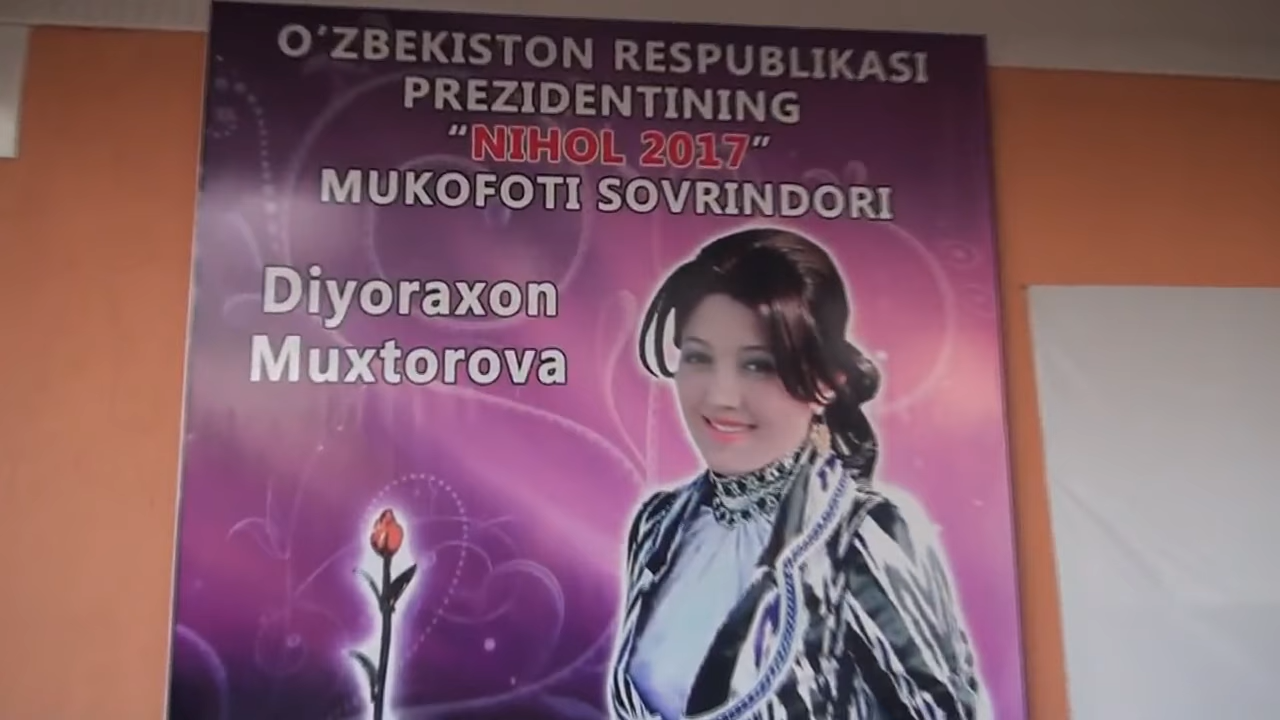 O'ZBEKISTON RESPUBLIKASI
PREZIDENTINING
“NIHOL 2017”
MUKOFOTI SOVRINDORI
Diyoraxon
Muxtorova